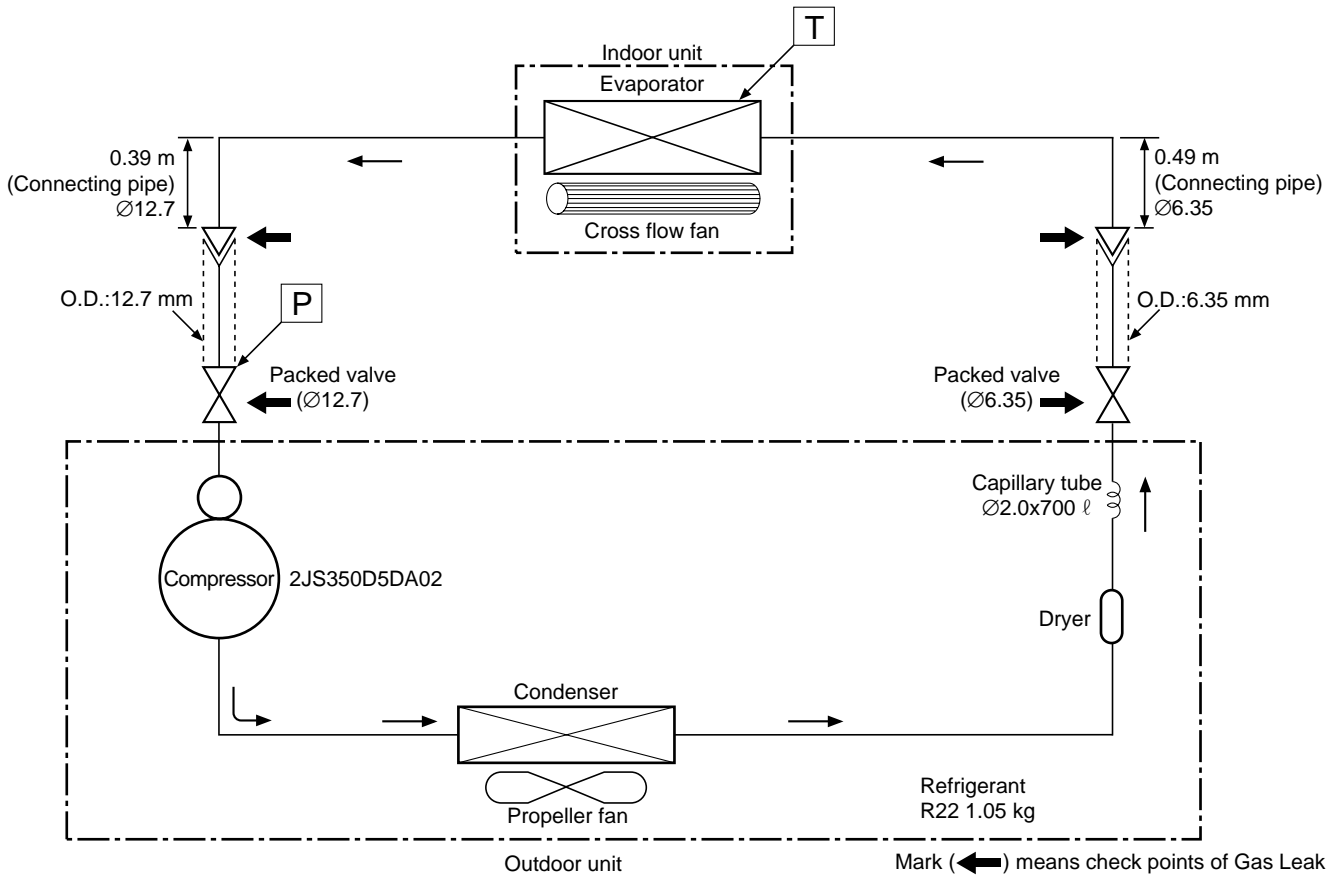 T
Indoor unit
Evaporator
0.39 m
(Connecting pipe)
∅12.7
0.49 m
(Connecting pipe)
∅6.35
Cross flow fan
O.D.:12.7 mm
P
O.D.:6.35 mm
Packed valve
(∅12.7)
Packed valve
(∅6.35)
Capillary tube
∅2.0x700 ℓ
Compressor
2JS350D5DA02
Dryer
Condenser
Propeller fan
Refrigerant
R22 1.05 kg
Outdoor unit
Mark ( ) means check points of Gas Leak